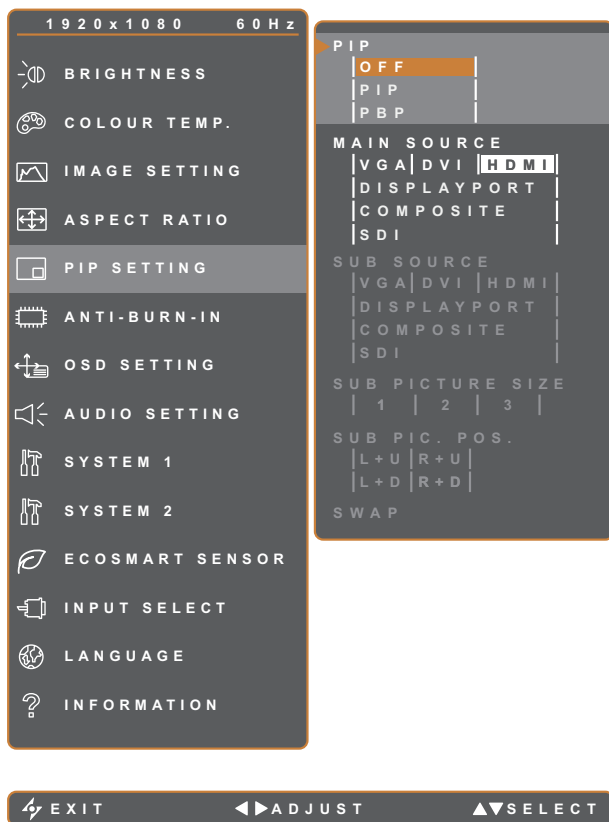 1920x1080 60Hz
BRIGHTNESS
COLOUR TEMP.
IMAGE SETTING
ASPECT RATIO
PIP SETTING
ANTI-BURN-IN
OSD SETTING
AUDIO SETTING
SYSTEM 1
SYSTEM 2
ECOSMART SENSOR
INPUT SELECT
LANGUAGE
INFORMATION
PIP
OFF
PIP
PBP
MAIN SOURCE
VGA DVI HDMI
DISPLAYPORT
COMPOSITE
SDI
SUB SOURCE
VGA DVI HDMI
DISPLAYPORT
COMPOSITE
SDI
SUB PICTURE SIZE
1 2 3
SUB PIC. POS.
L+U R+U
L+D R+D
SWAP
EXIT ADJUST SELECT